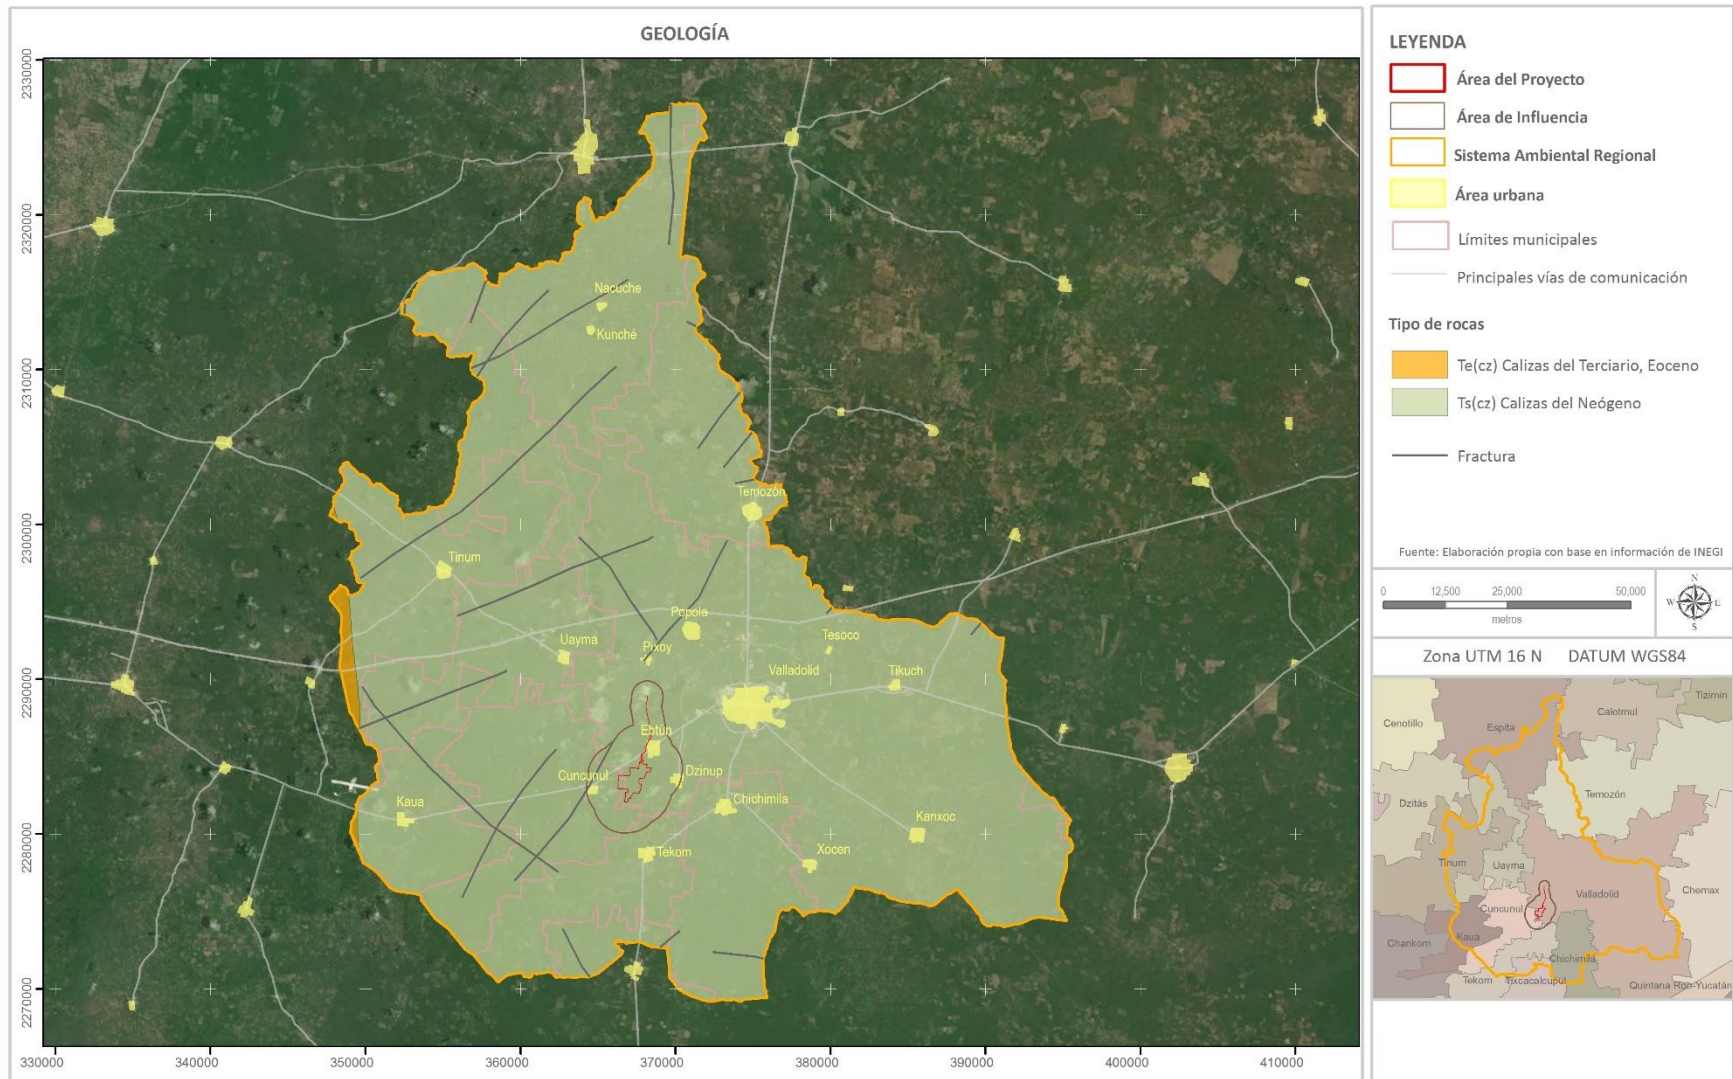 GEOLOGÍA
2330000
2320000
2310000
2300000
2290000
2280000
2270000
330000
340000
350000
360000
370000
380000
390000
400000
410000
Nacuche
Kunché
Temozón
Tinum
Popola
Uayma
Pixoy
Tesoco
Valladolid
Tikuch
Ebtún
Cuncunul
Dzinup
Kaua
Chichimila
Kanxoc
Tekom
Xocen
LEYENDA
Área del Proyecto
Área de Influencia
Sistema Ambiental Regional
Área urbana
Límites municipales
Principales vías de comunicación
Tipo de rocas
Te(cz) Calizas del Terciario, Eoceno
Ts(cz) Calizas del Neógeno
Fractura
Fuente: Elaboración propia con base en información de INEGI
0 12,500 25,000 50,000
metros
N
W E
S
Zona UTM 16 N DATUM WGS84
Tizimin
Cenotillo
Espita
Calotmul
Dzitás
Temozón
Tinum
Uayma
Valladolid
Chemax
Cuncunul
Kaua
Chankom
Chichimilá
Tekom
Tixcacalcupul
Quintana Roo-Yucatán